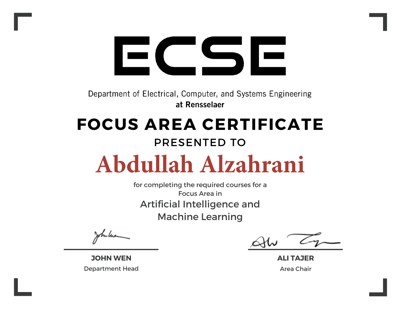 ECSE
Department of Electrical, Computer, and Systems Engineering
at Rensselaer
FOCUS AREA CERTIFICATE
PRESENTED TO
Abdullah Alzahrani
for completing the required courses for a
Focus Area in
Artificial Intelligence and
Machine Learning
JOHN WEN
Department Head
ALI TAJER
Area Chair